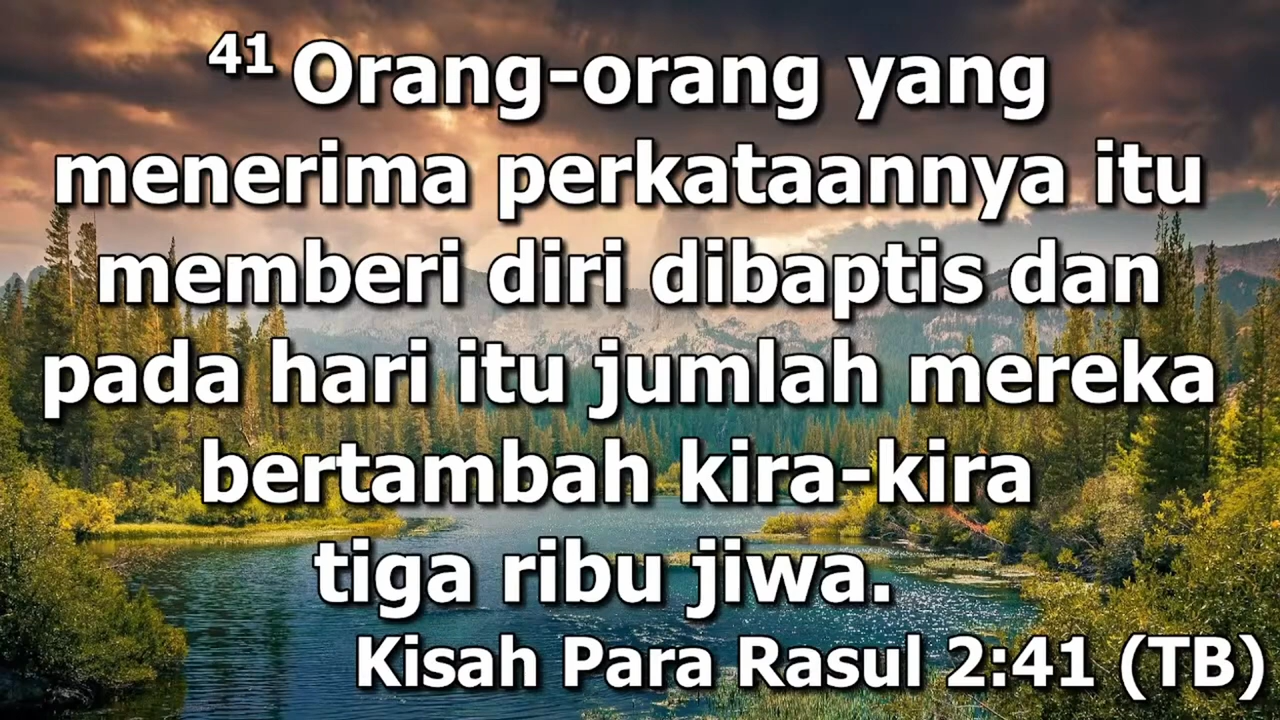 41 Orang-orang yang
menerima perkataannya itu
memberi diri dibaptis dan
pada hari itu jumlah mereka
bertambah kira-kira
tiga ribu jiwa.
Kisah Para Rasul 2:41 (TB)